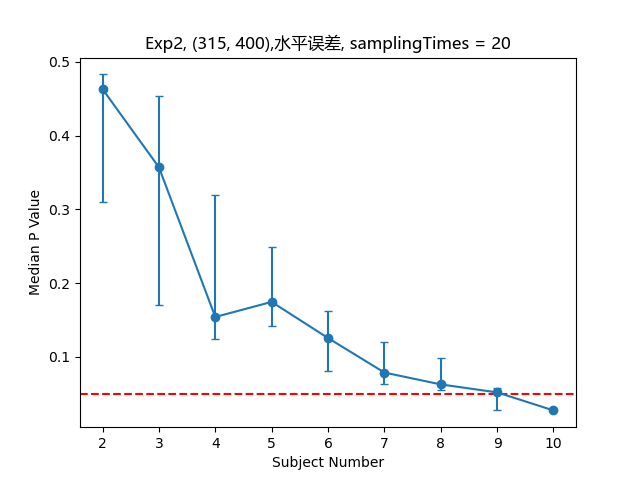 Exp2, (315, 400),水平误差, samplingTimes = 20
0.5
0.4
0.3
0.2
0.1
Median P Value
2 3 4 5 6 7 8 9 10
Subject Number